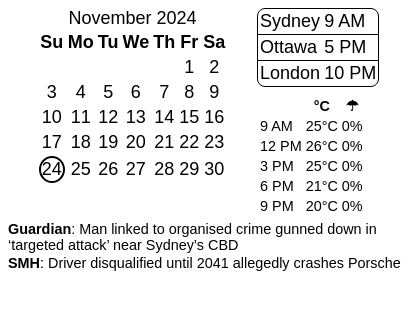 November 2024
Su Mo Tu We Th Fr Sa
1 2
3 4 5 6 7 8 9
10 11 12 13 14 15 16
17 18 19 20 21 22 23
24 25 26 27 28 29 30
Sydney 9 AM
Ottawa 5 PM
London 10 PM
°C ☂
9 AM 25°C 0%
12 PM 26°C 0%
3 PM 25°C 0%
6 PM 21°C 0%
9 PM 20°C 0%
Guardian: Man linked to organised crime gunned down in
‘targeted attack’ near Sydney’s CBD
SMH: Driver disqualified until 2041 allegedly crashes Porsche